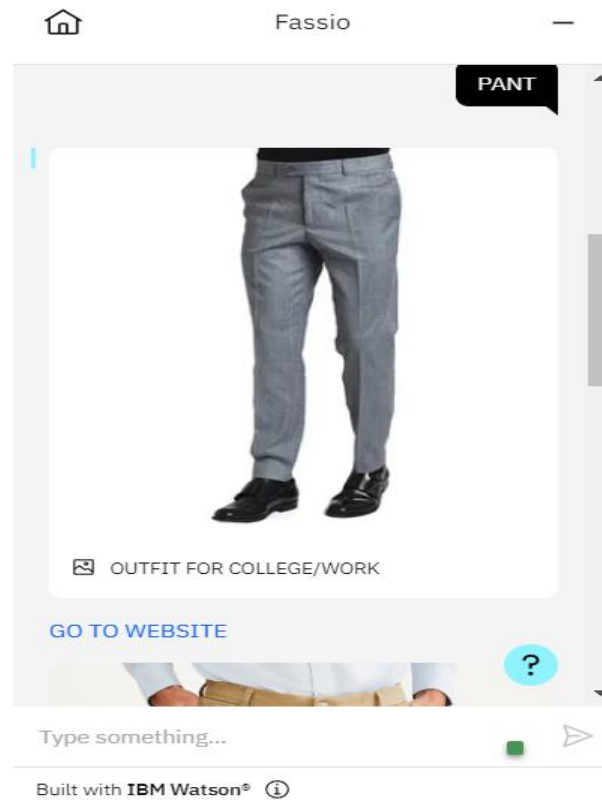 Fassio
PANT
OUTFIT FOR COLLEGE/WORK
GO TO WEBSITE
?
Type something...
Built with IBM Watson®